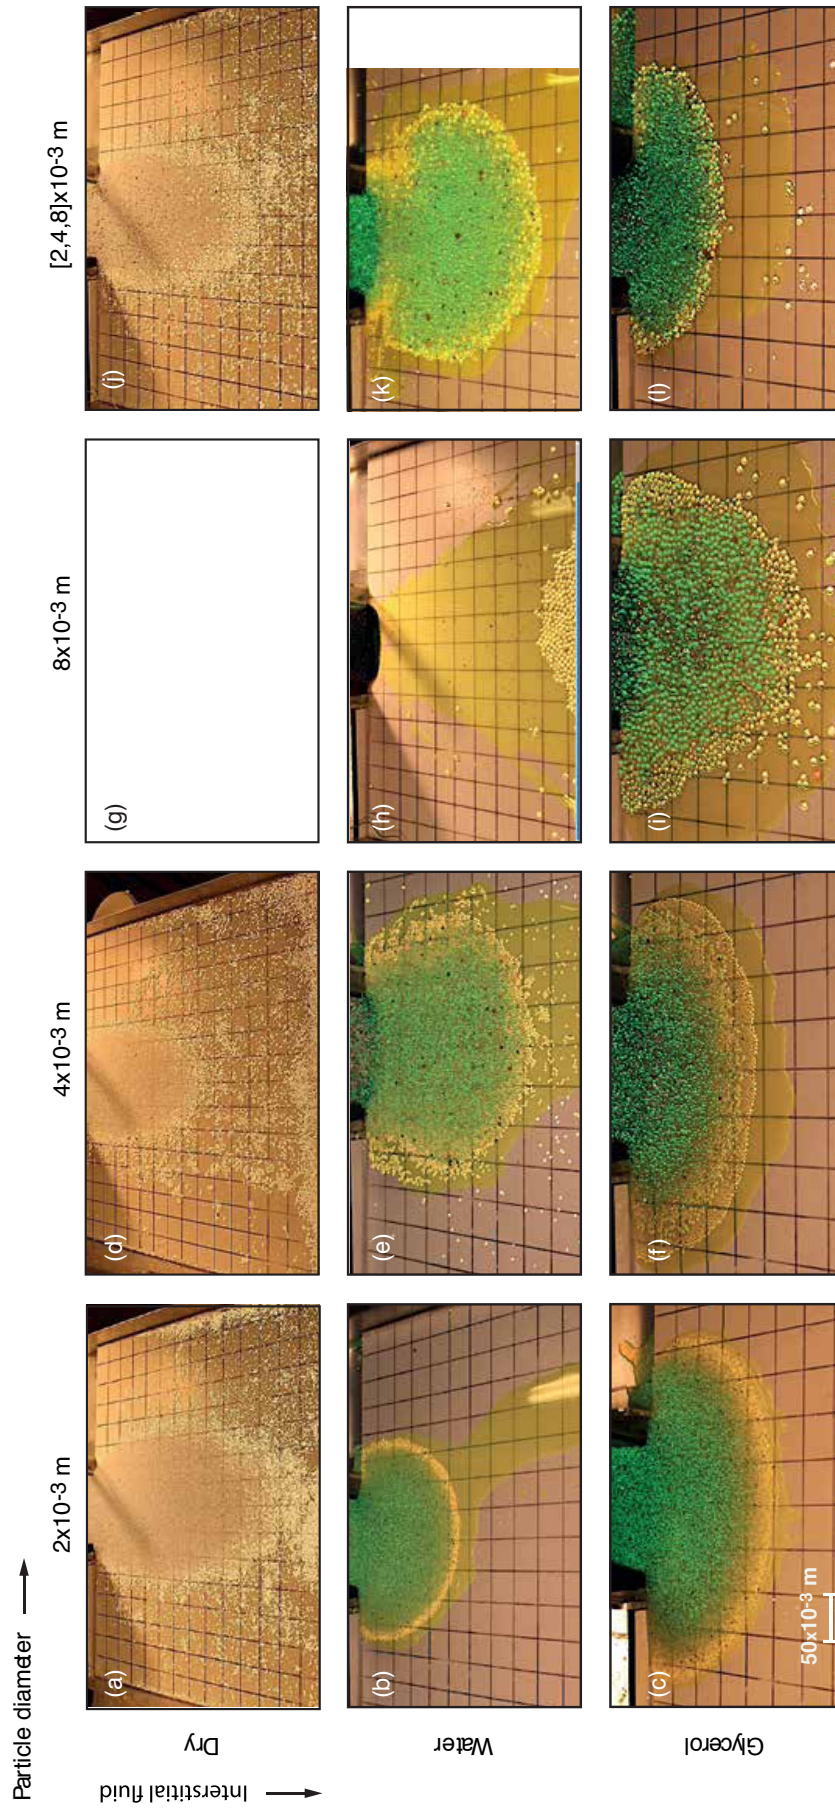 Particle diameter
2x10-3 m
4x10-3 m
8x10-3 m
[2,4,8]x10-3 m
Interstitial fluid
Dry
(a)
(d)
(g)
(j)
Water
(b)
(e)
(h)
(k)
Glycerol
(c)
(f)
(i)
(l)
50x10-3 m